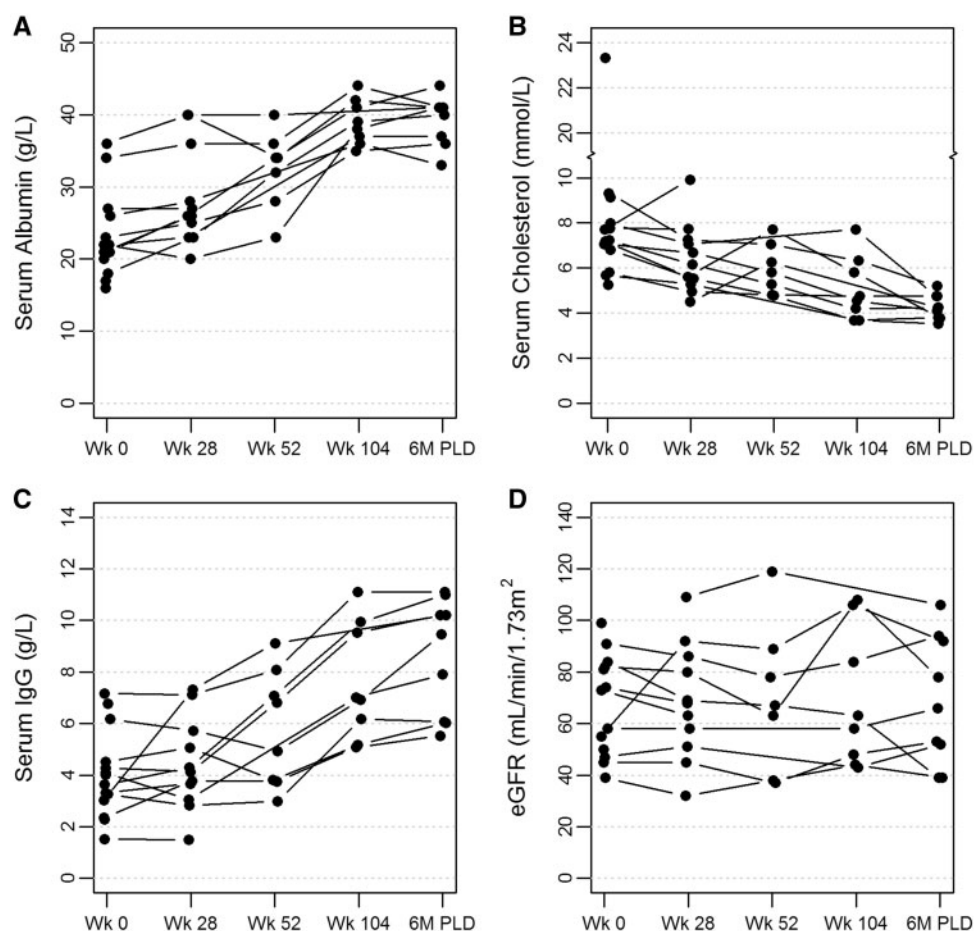 A
Serum Albumin (g/L)
50
40
30
20
10
0
Wk 0 Wk 28 Wk 52 Wk 104 6M PLD
B
Serum Cholesterol (mmol/L)
24
22
20
10
8
6
4
2
0
Wk 0 Wk 28 Wk 52 Wk 104 6M PLD
C
Serum IgG (g/L)
14
12
10
8
6
4
2
0
Wk 0 Wk 28 Wk 52 Wk 104 6M PLD
D
eGFR (mL/min/1.73m²)
140
120
100
80
60
40
20
0
Wk 0 Wk 28 Wk 52 Wk 104 6M PLD